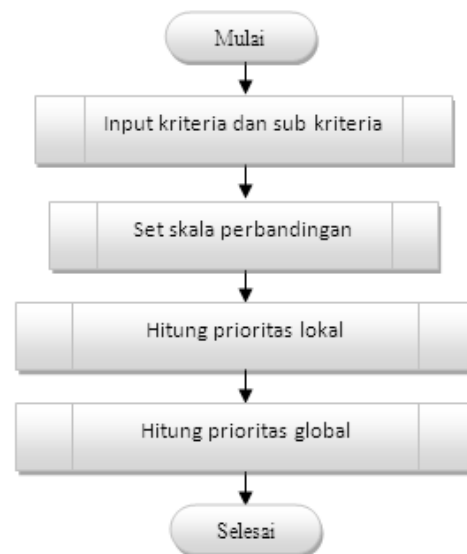 Mulai
Input kriteria dan sub kriteria
Set skala perbandingan
Hitung prioritas lokal
Hitung prioritas global
Selesai